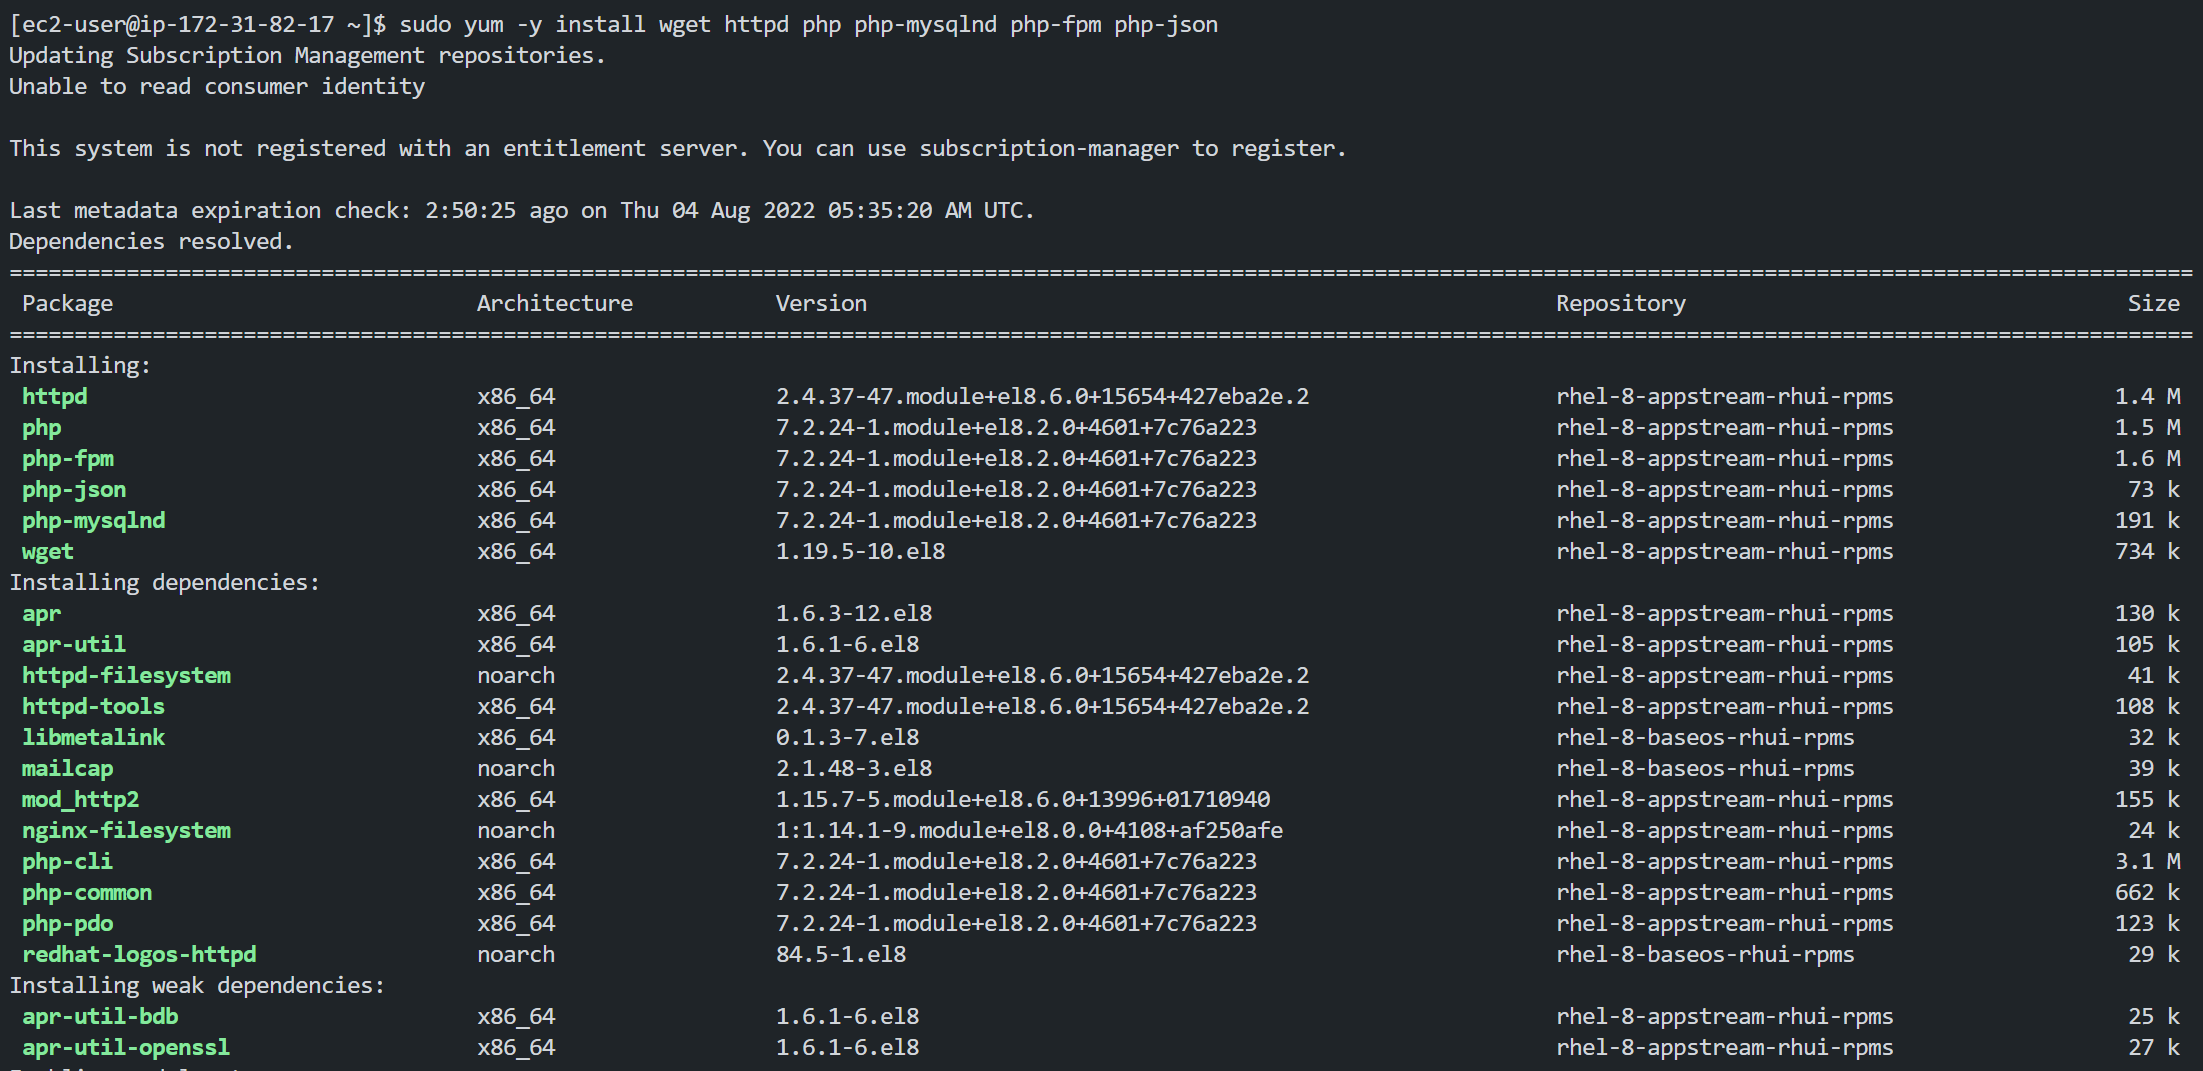 [ec2-user@ip-172-31-82-17 ~]$ sudo yum -y install wget httpd php php-mysqlnd php-fpm php-json
Updating Subscription Management repositories.
Unable to read consumer identity
This system is not registered with an entitlement server. You can use subscription-manager to register.
Last metadata expiration check: 2:50:25 ago on Thu 04 Aug 2022 05:35:20 AM UTC.
Dependencies resolved.
================================================================================
Package Architecture Version Repository Size
================================================================================
Installing:
httpd x86_64 2.4.37-47.module+el8.6.0+15654+427eba2e.2 rhel-8-appstream-rhui-rpms 1.4 M
php x86_64 7.2.24-1.module+el8.2.0+4601+7c76a223 rhel-8-appstream-rhui-rpms 1.5 M
php-fpm x86_64 7.2.24-1.module+el8.2.0+4601+7c76a223 rhel-8-appstream-rhui-rpms 1.6 M
php-json x86_64 7.2.24-1.module+el8.2.0+4601+7c76a223 rhel-8-appstream-rhui-rpms 73 k
php-mysqlnd x86_64 7.2.24-1.module+el8.2.0+4601+7c76a223 rhel-8-appstream-rhui-rpms 191 k
wget x86_64 1.19.5-10.el8 rhel-8-appstream-rhui-rpms 734 k
Installing dependencies:
apr x86_64 1.6.3-12.el8 rhel-8-appstream-rhui-rpms 130 k
apr-util x86_64 1.6.1-6.el8 rhel-8-appstream-rhui-rpms 105 k
httpd-filesystem noarch 2.4.37-47.module+el8.6.0+15654+427eba2e.2 rhel-8-appstream-rhui-rpms 41 k
httpd-tools x86_64 2.4.37-47.module+el8.6.0+15654+427eba2e.2 rhel-8-appstream-rhui-rpms 108 k
libmetalink x86_64 0.1.3-7.el8 rhel-8-baseos-rhui-rpms 32 k
mailcap noarch 2.1.48-3.el8 rhel-8-baseos-rhui-rpms 39 k
mod_http2 x86_64 1.15.7-5.module+el8.6.0+13996+01710940 rhel-8-appstream-rhui-rpms 155 k
nginx-filesystem noarch 1:1.14.1-9.module+el8.0.0+4108+af250afe rhel-8-appstream-rhui-rpms 24 k
php-cli x86_64 7.2.24-1.module+el8.2.0+4601+7c76a223 rhel-8-appstream-rhui-rpms 3.1 M
php-common x86_64 7.2.24-1.module+el8.2.0+4601+7c76a223 rhel-8-appstream-rhui-rpms 662 k
php-pdo x86_64 7.2.24-1.module+el8.2.0+4601+7c76a223 rhel-8-appstream-rhui-rpms 123 k
redhat-logos-httpd noarch 84.5-1.el8 rhel-8-baseos-rhui-rpms 29 k
Installing weak dependencies:
apr-util-bdb x86_64 1.6.1-6.el8 rhel-8-appstream-rhui-rpms 25 k
apr-util-openssl x86_64 1.6.1-6.el8 rhel-8-appstream-rhui-rpms 27 k